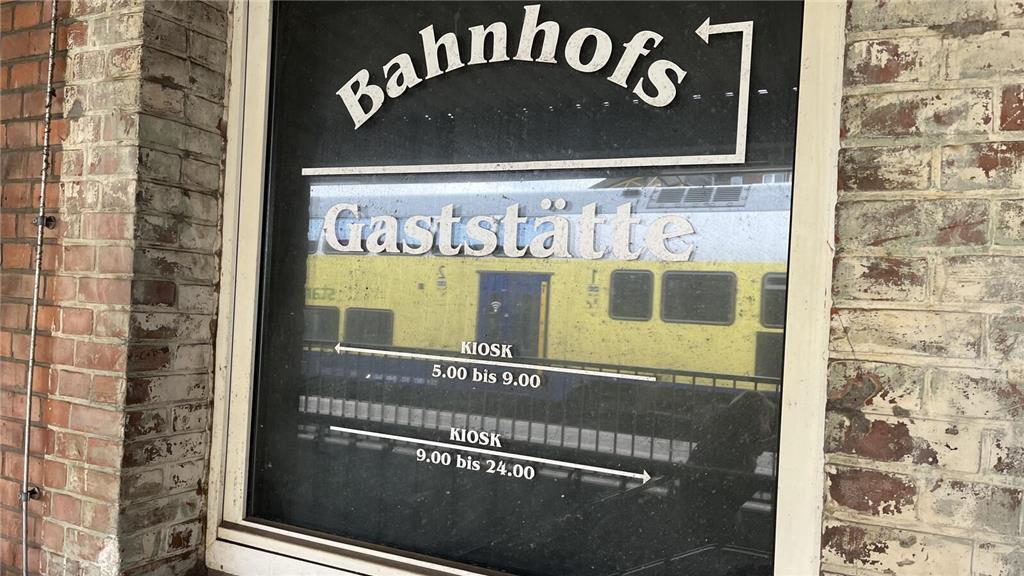 Bahnhofs
Gaststätte
KIOSK
5.00 bis 9.00
KIOSK
9.00 bis 24.00